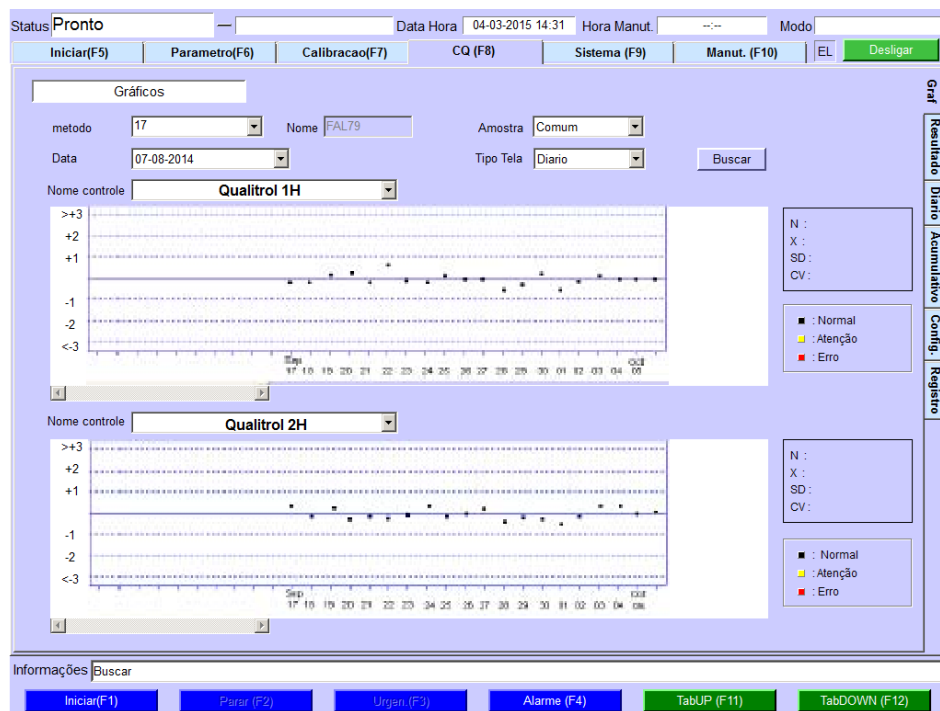 Status Pronto — Data Hora 04-03-2015 14:31 Hora Manut. --:-- Modo
Iniciar(F5) Parametro(F6) Calibracao(F7) CQ (F8) Sistema (F9) Manut. (F10) EL Desligar
Gráficos
metodo 17 Nome FAL79 Amostra Comum
Data 07-08-2014 Tipo Tela Diario Buscar
Nome controle Qualitrol 1H
>+3
+2
+1
-1
-2
<-3
17 18 19 20 21 22 23 24 25 26 27 28 29 30 01 02 03 04
N :
X :
SD :
CV :
: Normal
: Atenção
: Erro
Nome controle Qualitrol 2H
>+3
+2
+1
-1
-2
<-3
Sep
17 18 19 20 21 22 23 24 25 26 27 28 29 30 01 02 03 04
N :
X :
SD :
CV :
: Normal
: Atenção
: Erro
Graf
Resultado
Diario
Acumulativo
Config.
Registro
Informações Buscar
Iniciar(F1) Parar (F2) Urgen.(F3) Alarme (F4) TabUP (F11) TabDOWN (F12)